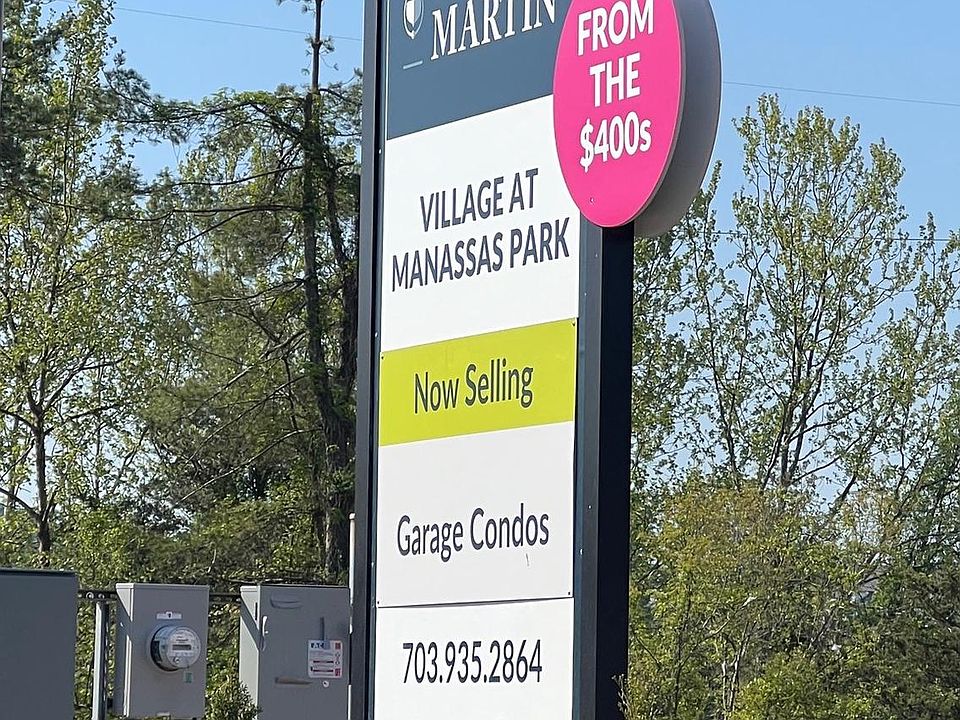 MARTIN
FROM
THE
$400s
VILLAGE AT
MANASSAS PARK
Now Selling
Garage Condos
703.935.2864